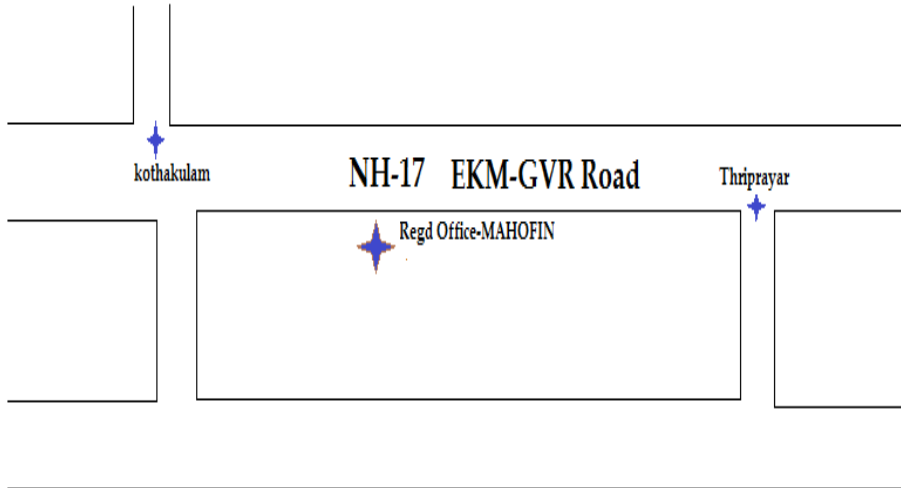 kothakulam
NH-17 EKM-GVR Road
Thriprayar
Regd Office-MAHOFIN